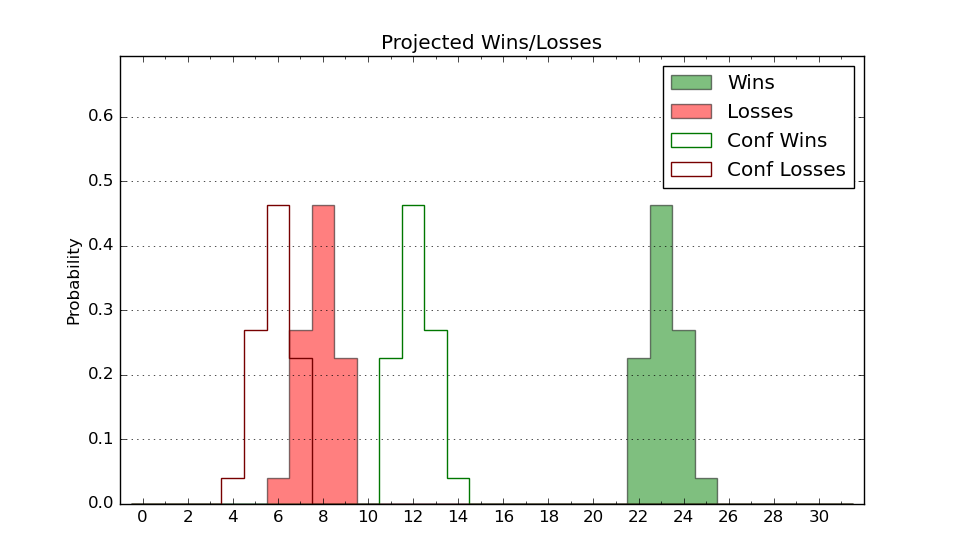 Projected Wins/Losses
Wins
Losses
Conf Wins
Conf Losses
Probability
0.6
0.5
0.4
0.3
0.2
0.1
0.0
0 2 4 6 8 10 12 14 16 18 20 22 24 26 28 30